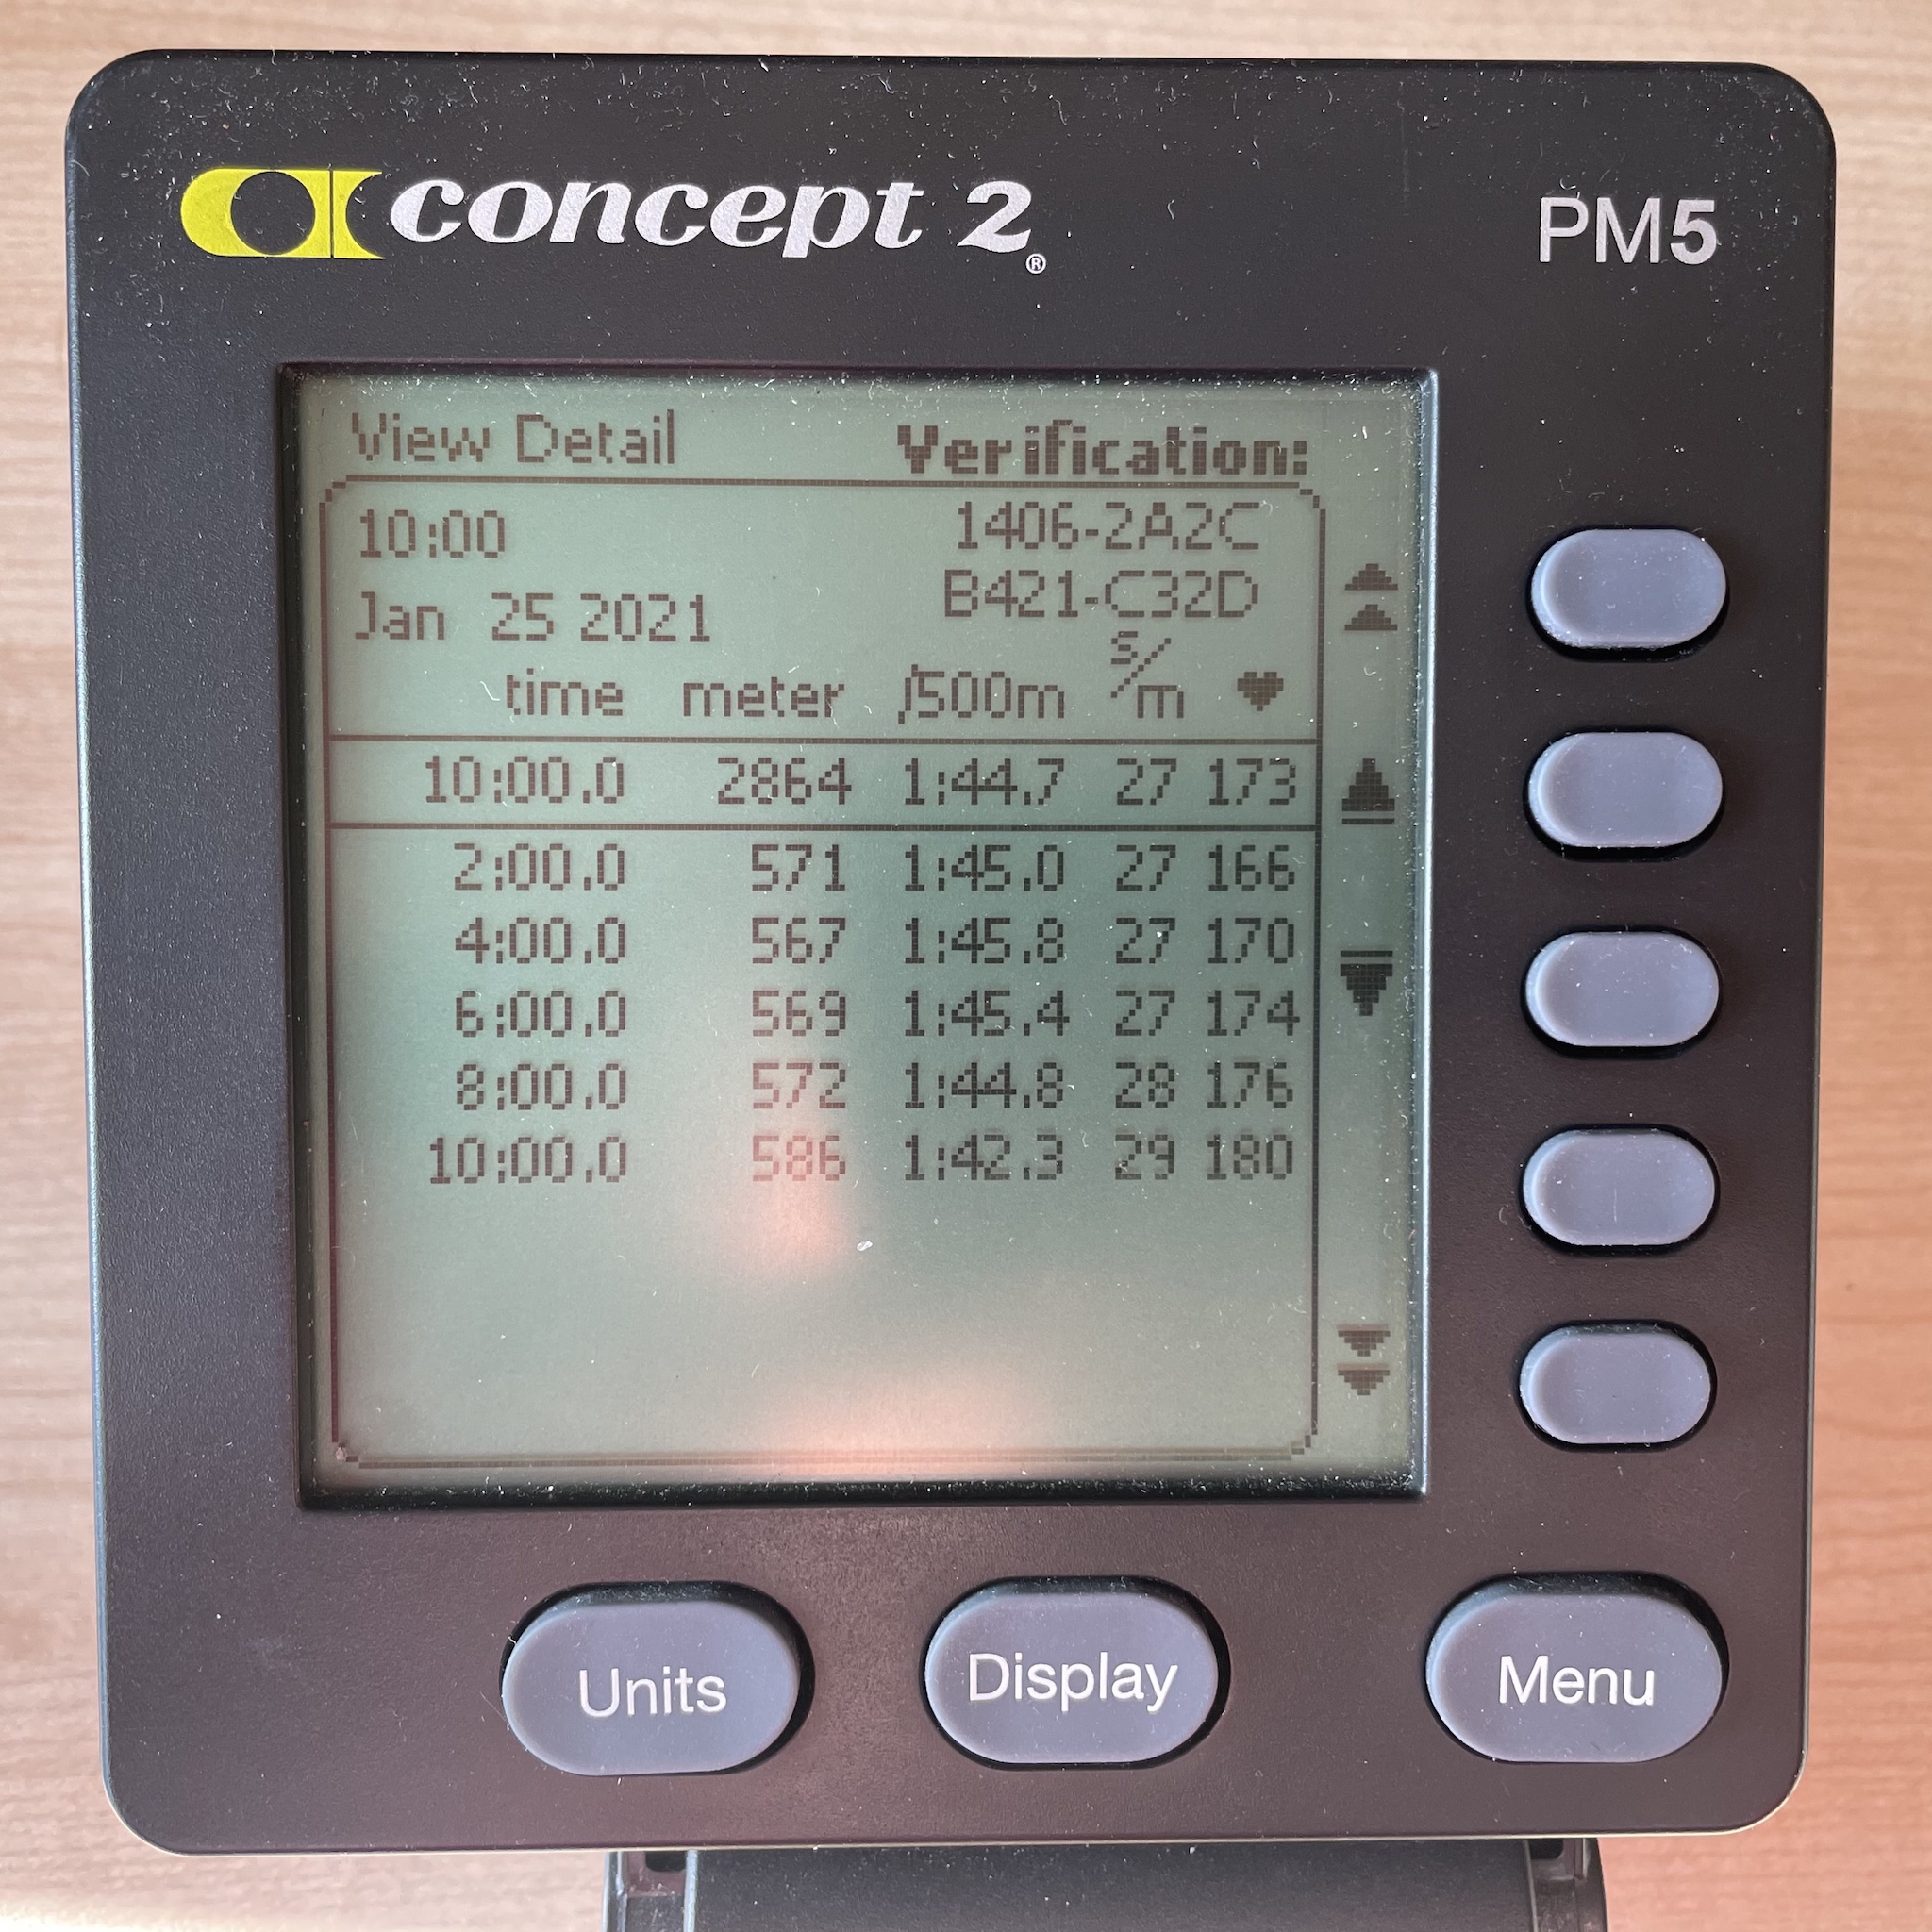 concept 2®
PM5
View Detail Verification:
10:00 1406-2A2C
Jan 25 2021 B421-C32D
time meter /500m s/m ♥
10:00.0 2864 1:44.7 27 173
2:00.0 571 1:45.0 27 166
4:00.0 567 1:45.8 27 170
6:00.0 569 1:45.4 27 174
8:00.0 572 1:44.8 28 176
10:00.0 586 1:42.3 29 180
Units Display Menu